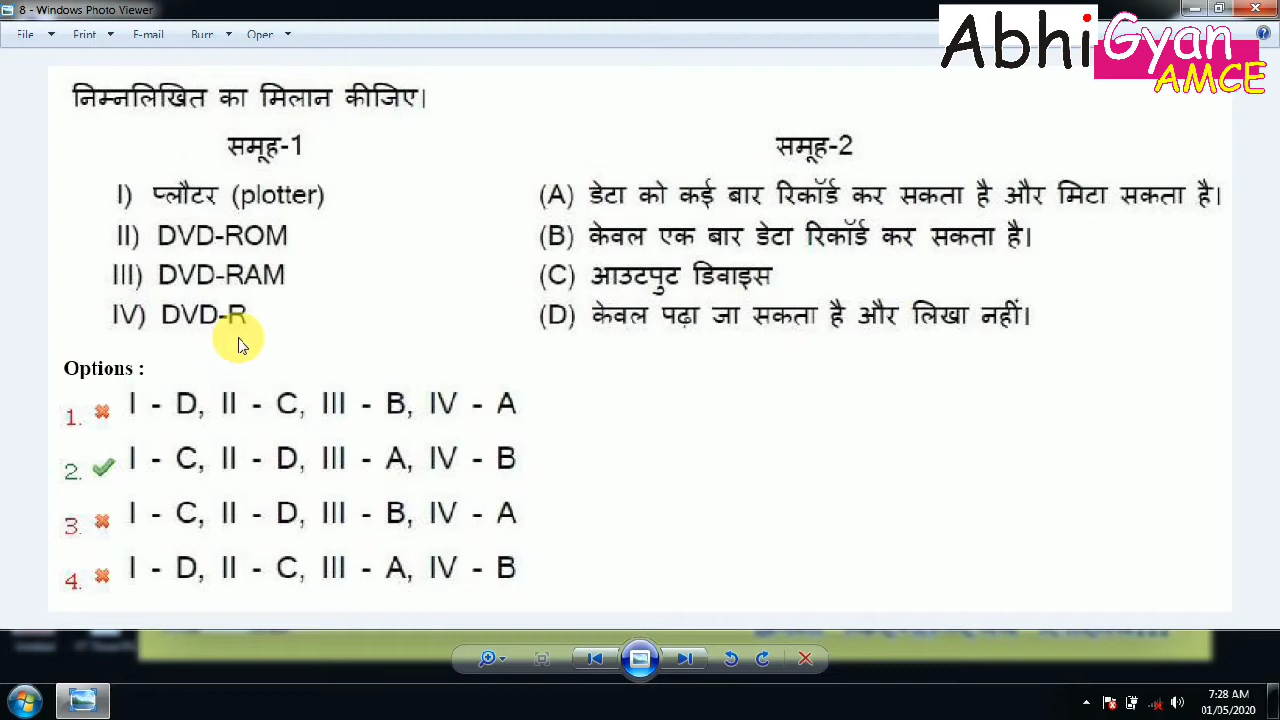 8 - Windows Photo Viewer
File Print E-mail Burn Open
Abhi Gyan
AMCE
निम्नलिखित का मिलान कीजिए।
समूह-1 समूह-2
I) प्लौटर (plotter) (A) डेटा को कई बार रिकॉर्ड कर सकता है और मिटा सकता है।
II) DVD-ROM (B) केवल एक बार डेटा रिकॉर्ड कर सकता है।
III) DVD-RAM (C) आउटपुट डिवाइस
IV) DVD-R (D) केवल पढ़ा जा सकता है और लिखा नहीं।
Options :
1. I - D, II - C, III - B, IV - A
2. I - C, II - D, III - A, IV - B
3. I - C, II - D, III - B, IV - A
4. I - D, II - C, III - A, IV - B
7:28 AM
01/05/2020